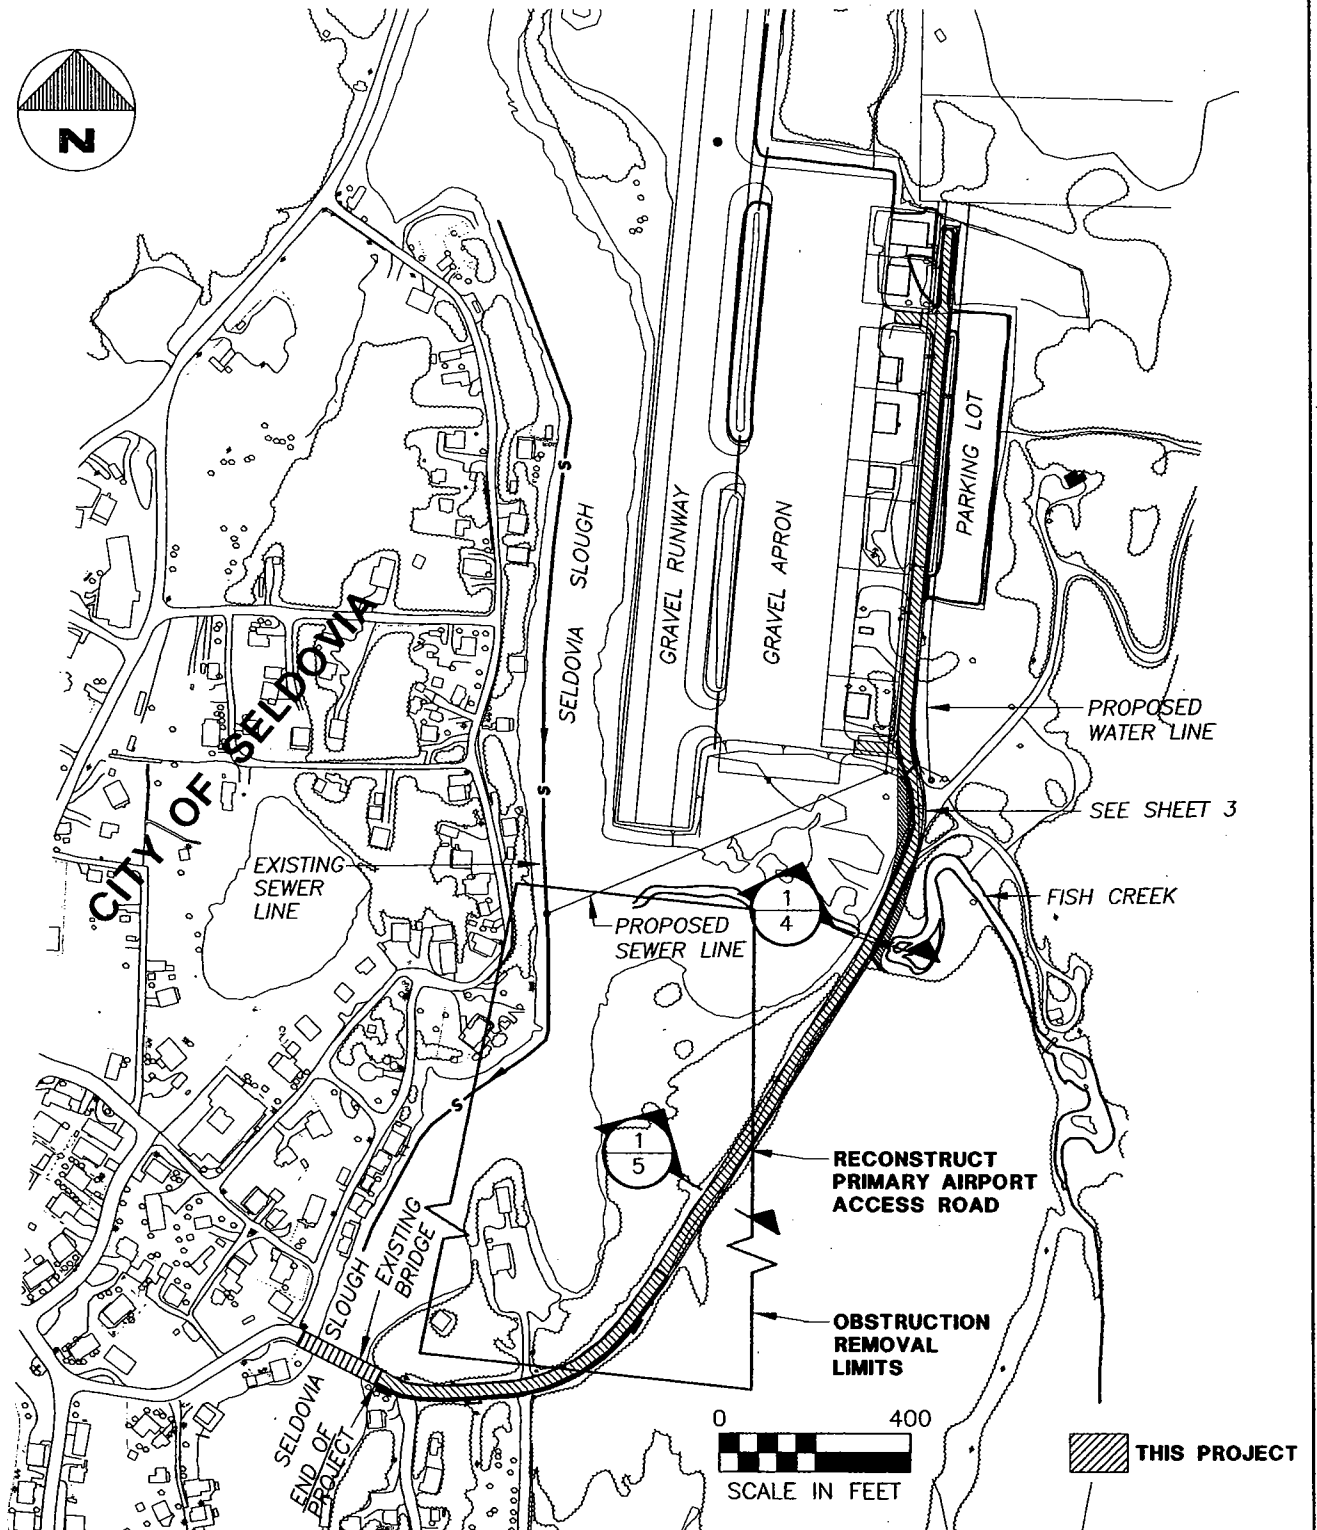 N
CITY OF SELDOVIA
SELDOVIA SLOUGH
GRAVEL RUNWAY
GRAVEL APRON
PARKING LOT
S
S
S
PROPOSED
WATER LINE
SEE SHEET 3
FISH CREEK
EXISTING
SEWER
LINE
PROPOSED
SEWER LINE
1
4
1
5
RECONSTRUCT
PRIMARY AIRPORT
ACCESS ROAD
OBSTRUCTION
REMOVAL
LIMITS
EXISTING
BRIDGE
SELDOVIA SLOUGH
END OF
PROJECT
0 400
SCALE IN FEET
THIS PROJECT